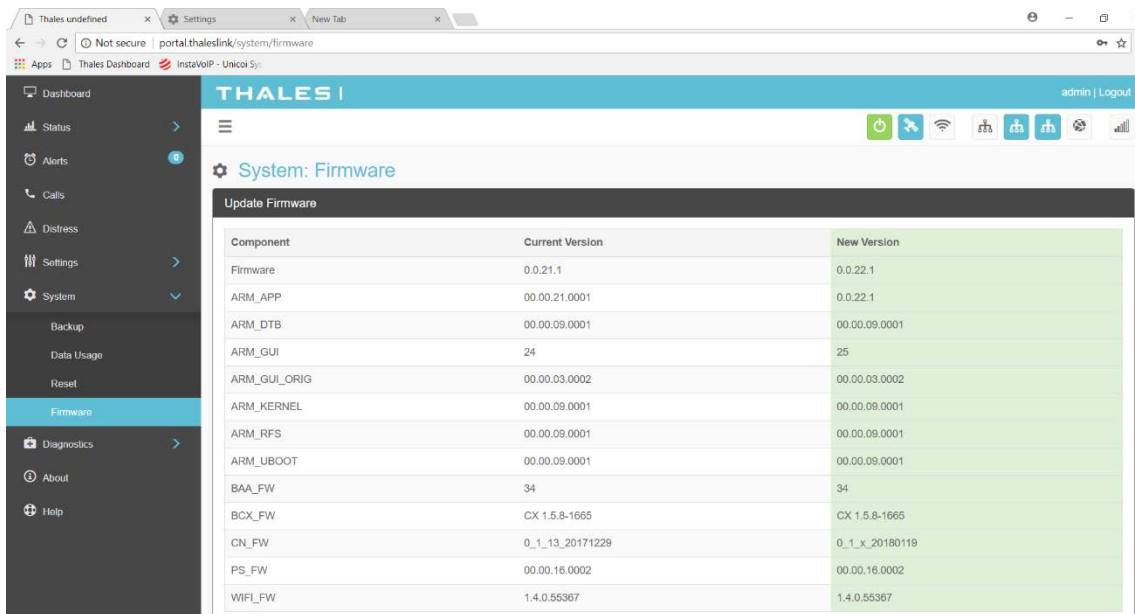 Thales undefined
Settings
New Tab
Not secure | portal.thaleslink/system/firmware
Apps Thales Dashboard InstaVoIP - Unicoi Sy
Dashboard
Status
Alerts 0
Calls
Distress
Settings
System
Backup
Data Usage
Reset
Firmware
Diagnostics
About
Help
THALES
admin | Logout
System: Firmware
Update Firmware
Component Current Version New Version
Firmware 0.0.21.1 0.0.22.1
ARM_APP 00.00.21.0001 0.0.22.1
ARM_DTB 00.00.09.0001 00.00.09.0001
ARM_GUI 24 25
ARM_GUI_ORIG 00.00.03.0002 00.00.03.0002
ARM_KERNEL 00.00.09.0001 00.00.09.0001
ARM_RFS 00.00.09.0001 00.00.09.0001
ARM_UBOOT 00.00.09.0001 00.00.09.0001
BAA_FW 34 34
BCX_FW CX 1.5.8-1665 CX 1.5.8-1665
CN_FW 0_1_13_20171229 0_1_x_20180119
PS_FW 00.00.16.0002 00.00.16.0002
WIFI_FW 1.4.0.55367 1.4.0.55367